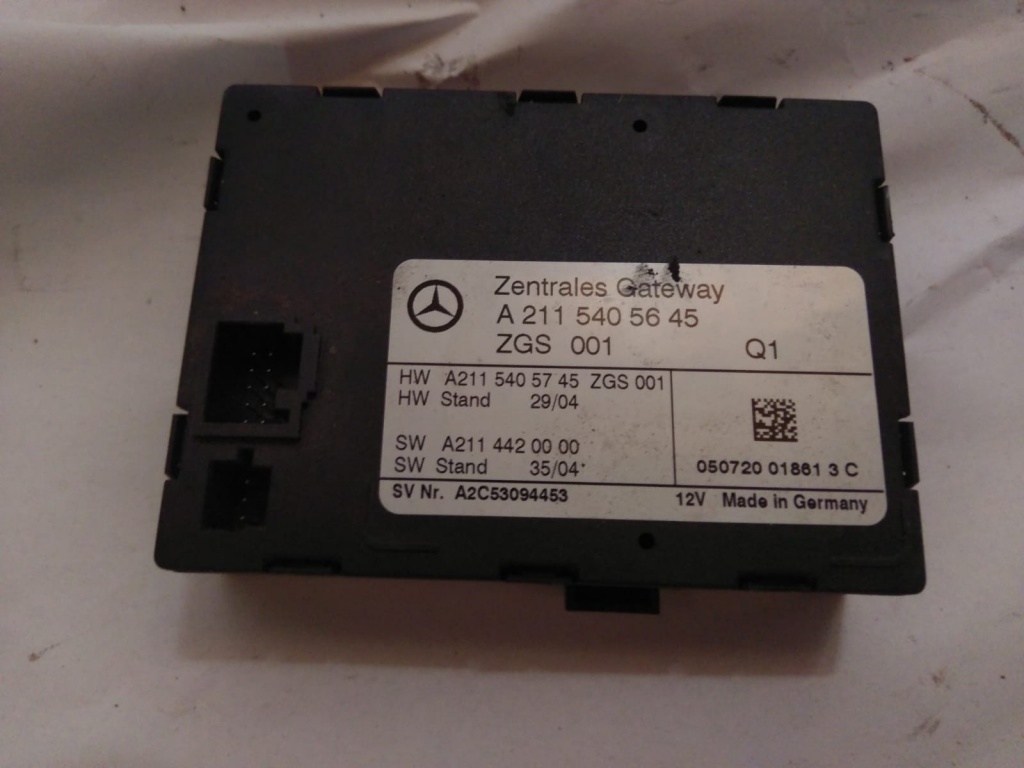 Zentrales Gateway
A 211 540 56 45
ZGS 001 Q1
HW A211 540 57 45 ZGS 001
HW Stand 29/04
SW A211 442 00 00
SW Stand 35/04
050720 01861 3 C
SV Nr. A2C53094453
12V Made in Germany